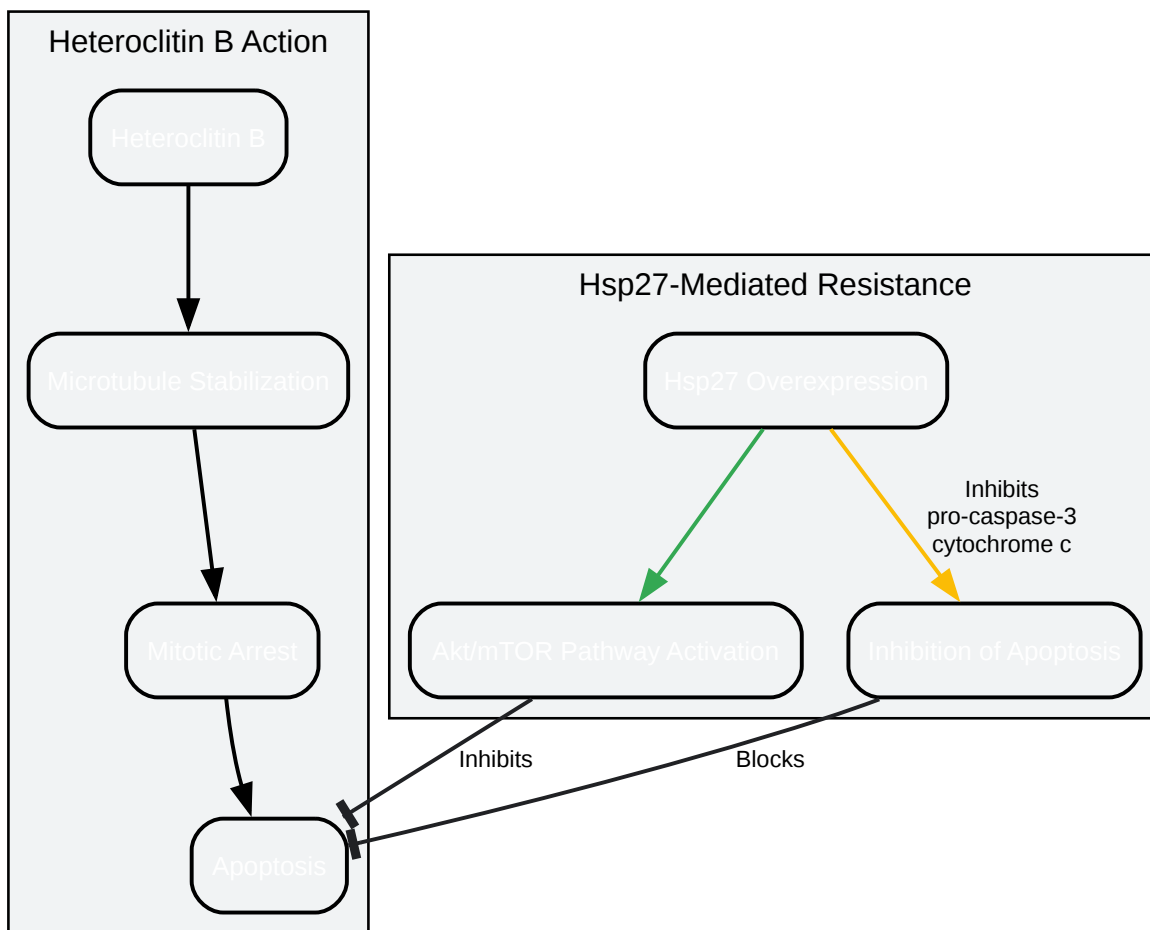 Heteroclitin B Action
Heteroclitin B
Microtubule Stabilization
Mitotic Arrest
Apoptosis
Hsp27-Mediated Resistance
Hsp27 Overexpression
Inhibits
pro-caspase-3
cytochrome c
Akt/mTOR Pathway Activation
Inhibition of Apoptosis
Inhibits
Blocks